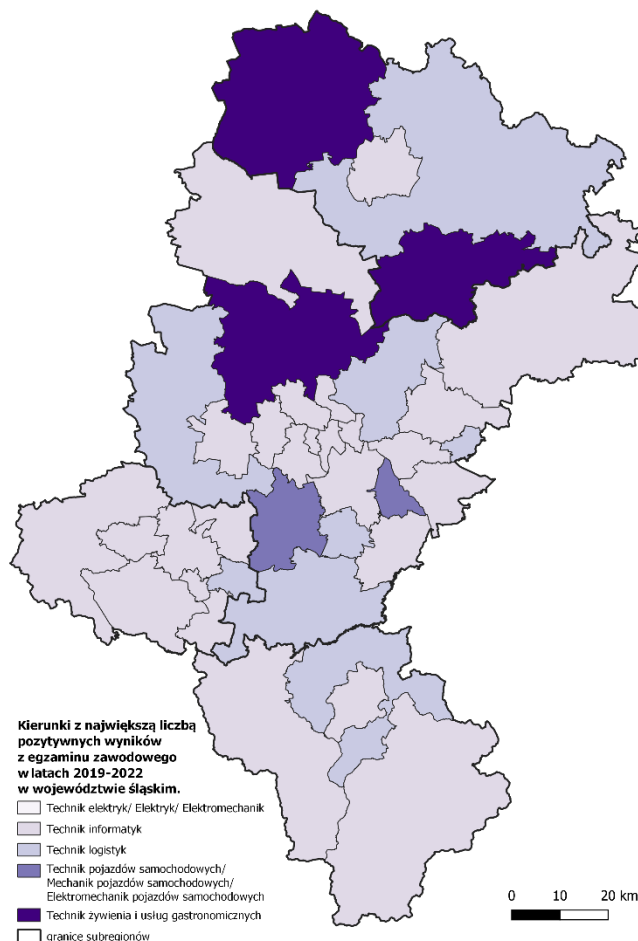 Kierunki z największą liczbą
pozytywnych wyników
z egzaminu zawodowego
w latach 2019-2022
w województwie śląskim.
Technik elektryk/ Elektryk/ Elektromechanik
Technik informatyk
Technik logistyk
Technik pojazdów samochodowych/
Mechanik pojazdów samochodowych/
Elektromechanik pojazdów samochodowych
Technik żywienia i usług gastronomicznych
granice subregionów
0 10 20 km